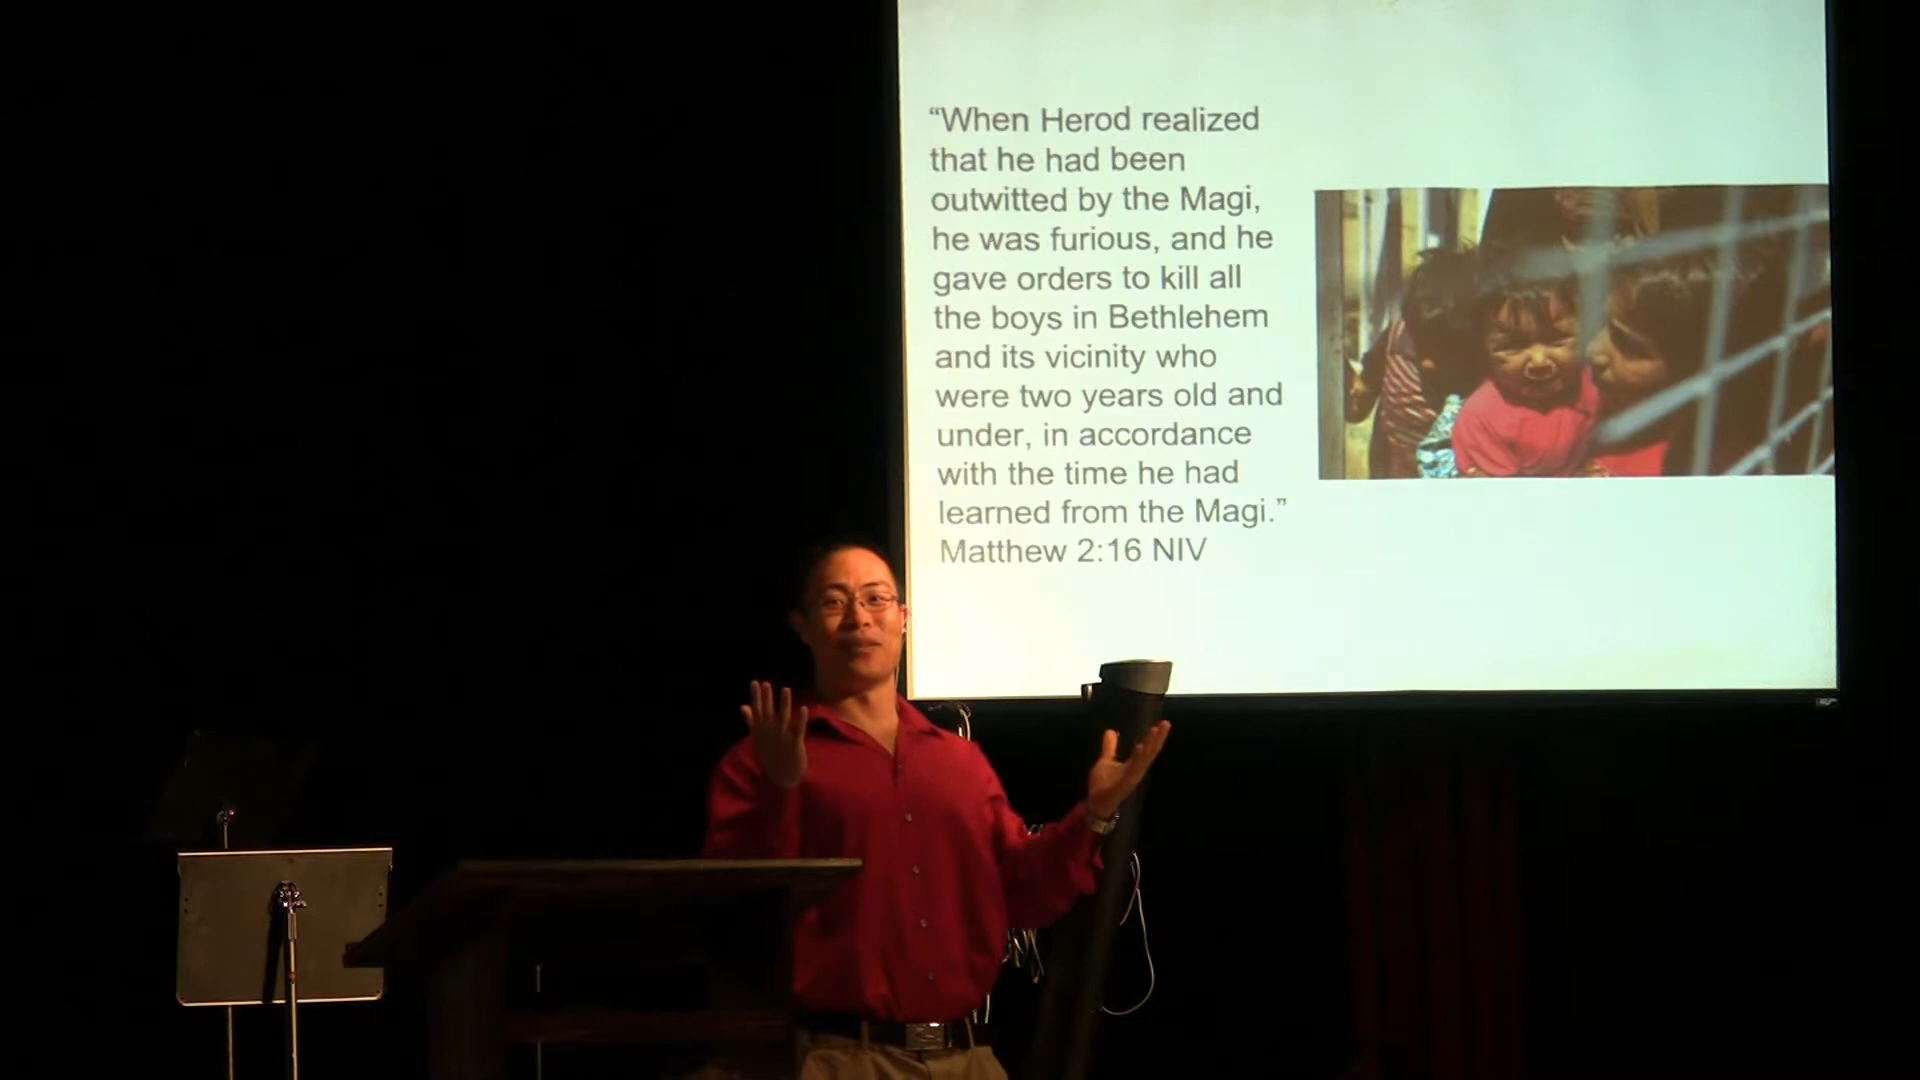 “When Herod realized
that he had been
outwitted by the Magi,
he was furious, and he
gave orders to kill all
the boys in Bethlehem
and its vicinity who
were two years old and
under, in accordance
with the time he had
learned from the Magi.”
Matthew 2:16 NIV